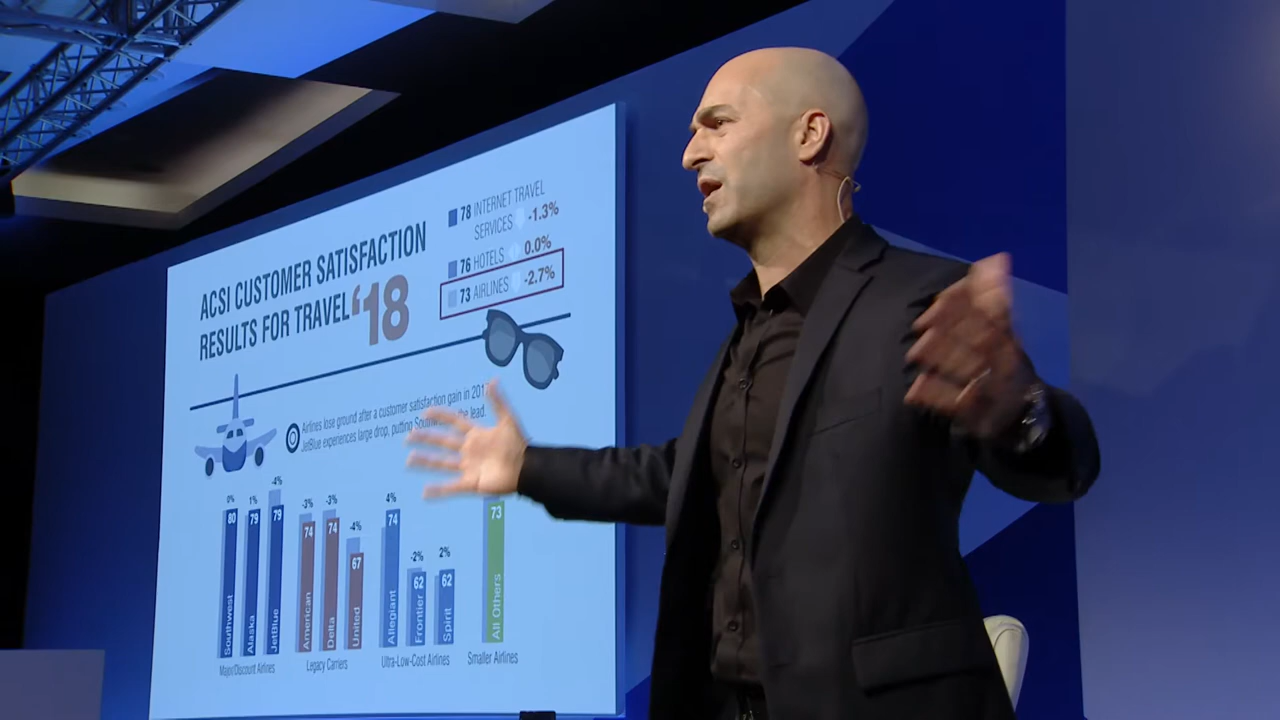 ACSI CUSTOMER SATISFACTION
RESULTS FOR TRAVEL '18
78 INTERNET TRAVEL
SERVICES -1.3%
76 HOTELS 0.0%
73 AIRLINES -2.7%
Airlines lose ground after a customer satisfaction gain in 201
JetBlue experiences large drop, putting the lead.
0% 1% -4% -3% -3% -4% 4% -2% 2%
80 79 79 74 74 67 74 62 62 73
Southwest Alaska JetBlue American Delta United Allegiant Frontier Spirit All Others
Major/Discount Airlines Legacy Carriers Ultra-Low-Cost Airlines Smaller Airlines